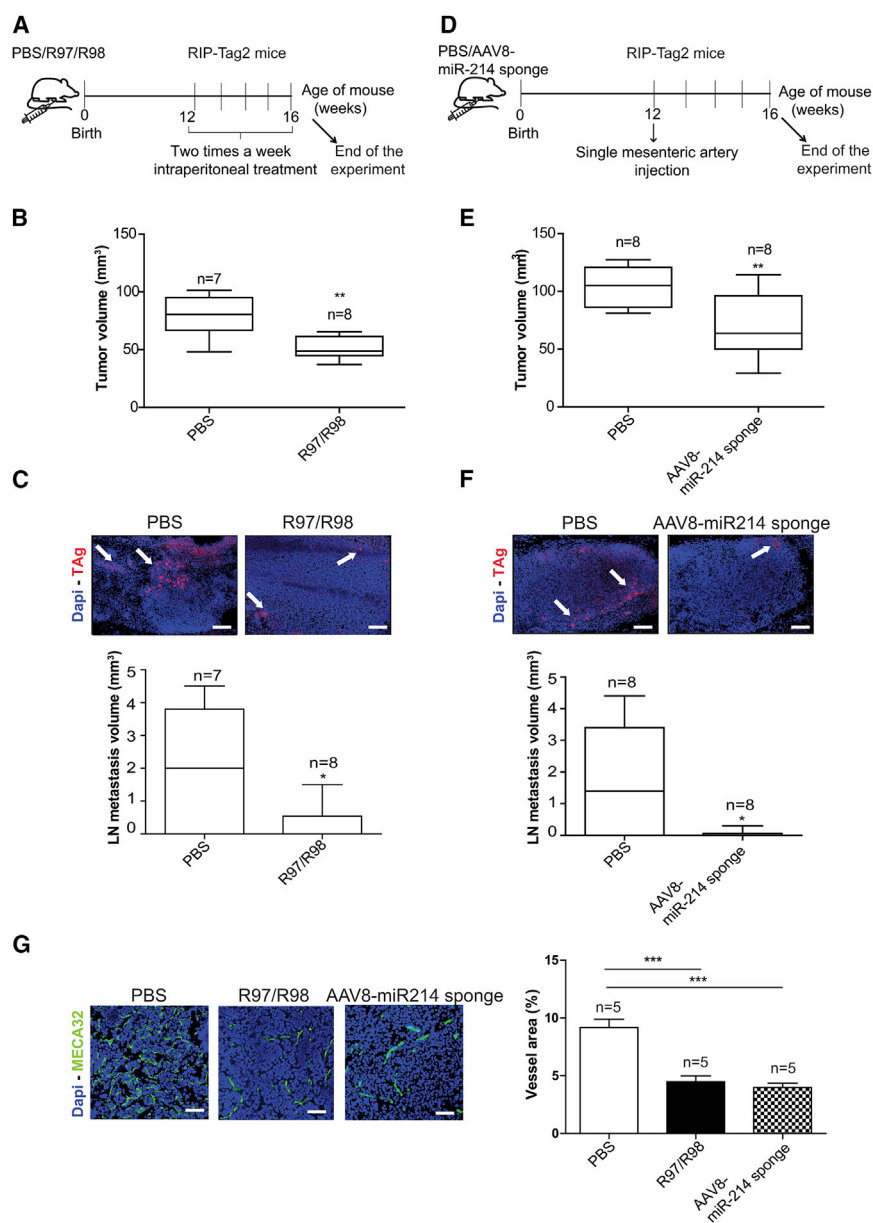 A
PBS/R97/R98
RIP-Tag2 mice
0
12
16
Age of mouse
(weeks)
Birth
Two times a week
intraperitoneal treatment
End of the
experiment
D
PBS/AAV8-
miR-214 sponge
RIP-Tag2 mice
0
12
16
Age of mouse
(weeks)
Birth
Single mesenteric artery
injection
End of the
experiment
B
Tumor volume (mm³)
150
100
50
0
n=7
**
n=8
PBS
R97/R98
E
Tumor volume (mm³)
150
100
50
0
n=8
n=8
**
PBS
AAV8-
miR-214 sponge
C
PBS
R97/R98
Dapi - TAg
LN metastasis volume (mm³)
5
4
3
2
1
0
n=7
n=8
*
PBS
R97/R98
F
PBS
AAV8-miR214 sponge
Dapi - TAg
LN metastasis volume (mm³)
5
4
3
2
1
0
n=8
n=8
*
PBS
AAV8-
miR-214 sponge
G
PBS
R97/R98
AAV8-miR214 sponge
Dapi - MECA32
Vessel area (%)
15
10
5
0
***
***
n=5
n=5
n=5
PBS
R97/R98
AAV8-
miR-214 sponge